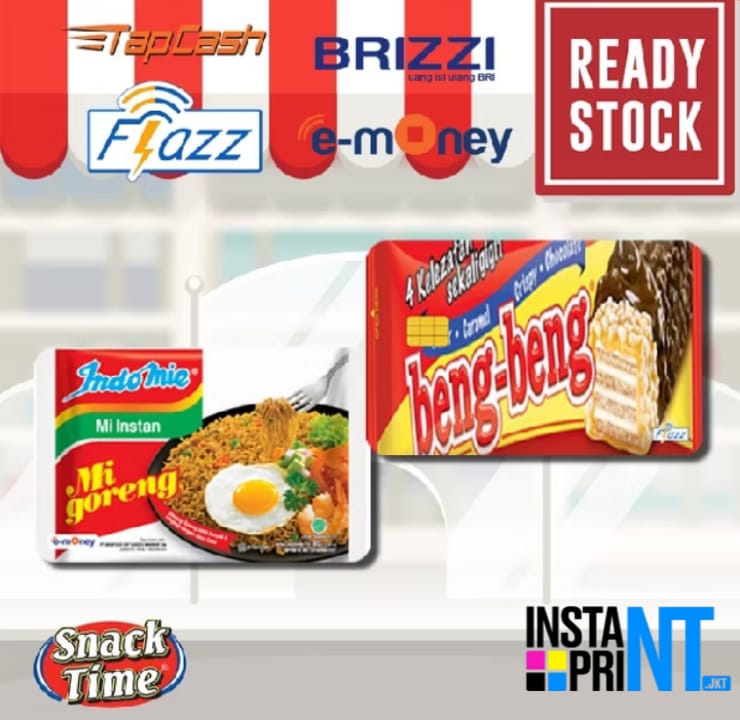 TapCash
BRIZZI
uang isi ulang BRI
Flazz
e-money
READY
STOCK
4 Kelezatan
sekaligig!!
Caramel
Crispy • Chocolate
beng-beng
Flazz
Indomie
Mi Instan
Mi
goreng
e-money
Snack
Time
INSTA
PRINT
.JKT